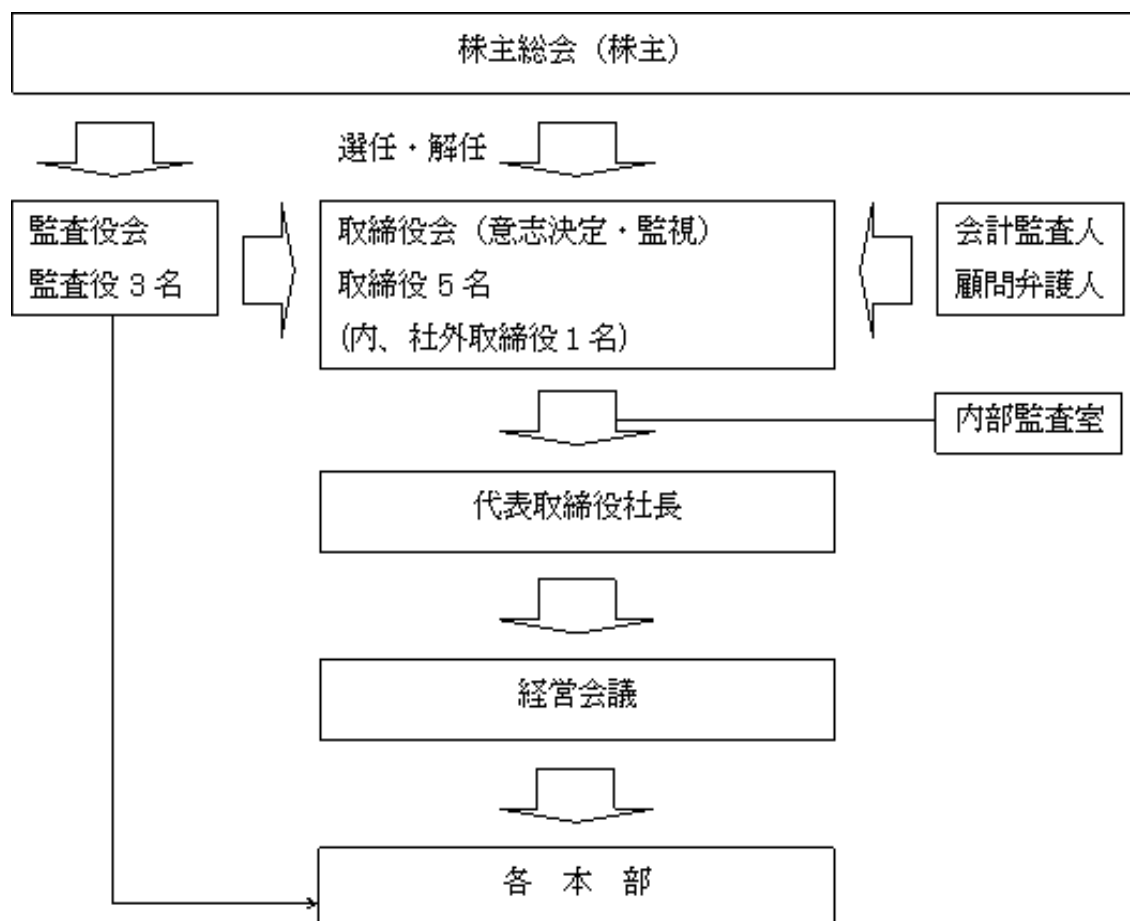 株主総会（株主）
選任・解任
監査役会
監査役３名
取締役会（意志決定・監視）
取締役５名
(内、社外取締役１名)
会計監査人
顧問弁護人
内部監査室
代表取締役社長
経営会議
各　本　部